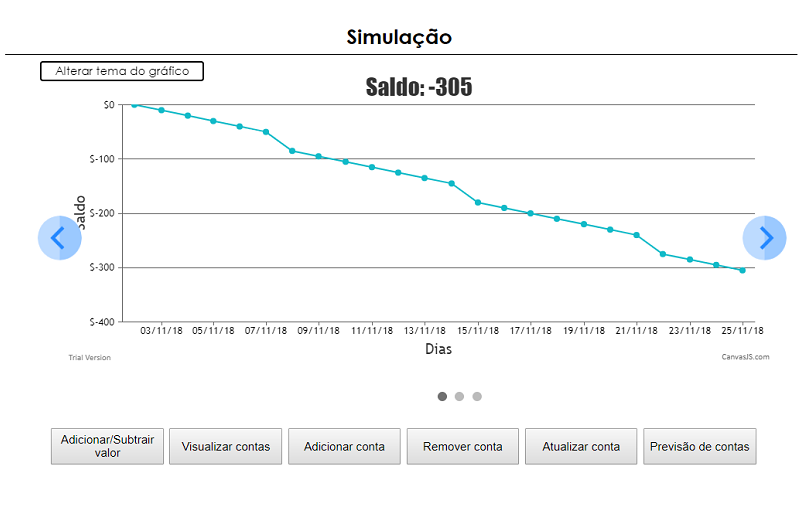 Simulação
Alterar tema do gráfico
Saldo: -305
Saldo
$0
$-100
$-200
$-300
$-400
03/11/18 05/11/18 07/11/18 09/11/18 11/11/18 13/11/18 15/11/18 17/11/18 19/11/18 21/11/18 23/11/18 25/11/18
Dias
Trial Version
CanvasJS.com
Adicionar/Subtrair
valor
Visualizar contas
Adicionar conta
Remover conta
Atualizar conta
Previsão de contas